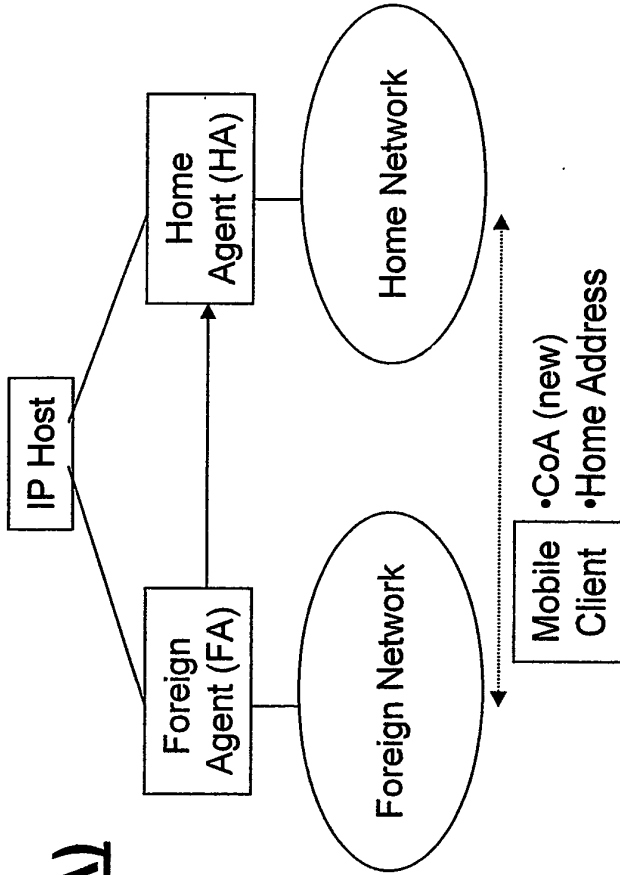 A)
IP Host
Foreign
Agent (FA)
Home
Agent (HA)
Foreign Network
Home Network
Mobile
Client
•CoA (new)
•Home Address